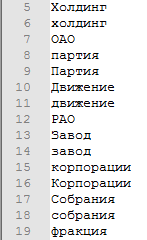 5 Холдинг
6 холдинг
7 ОАО
8 партия
9 Партия
10 Движение
11 движение
12 РАО
13 Завод
14 завод
15 корпорации
16 Корпорации
17 Собрания
18 собрания
19 фракция